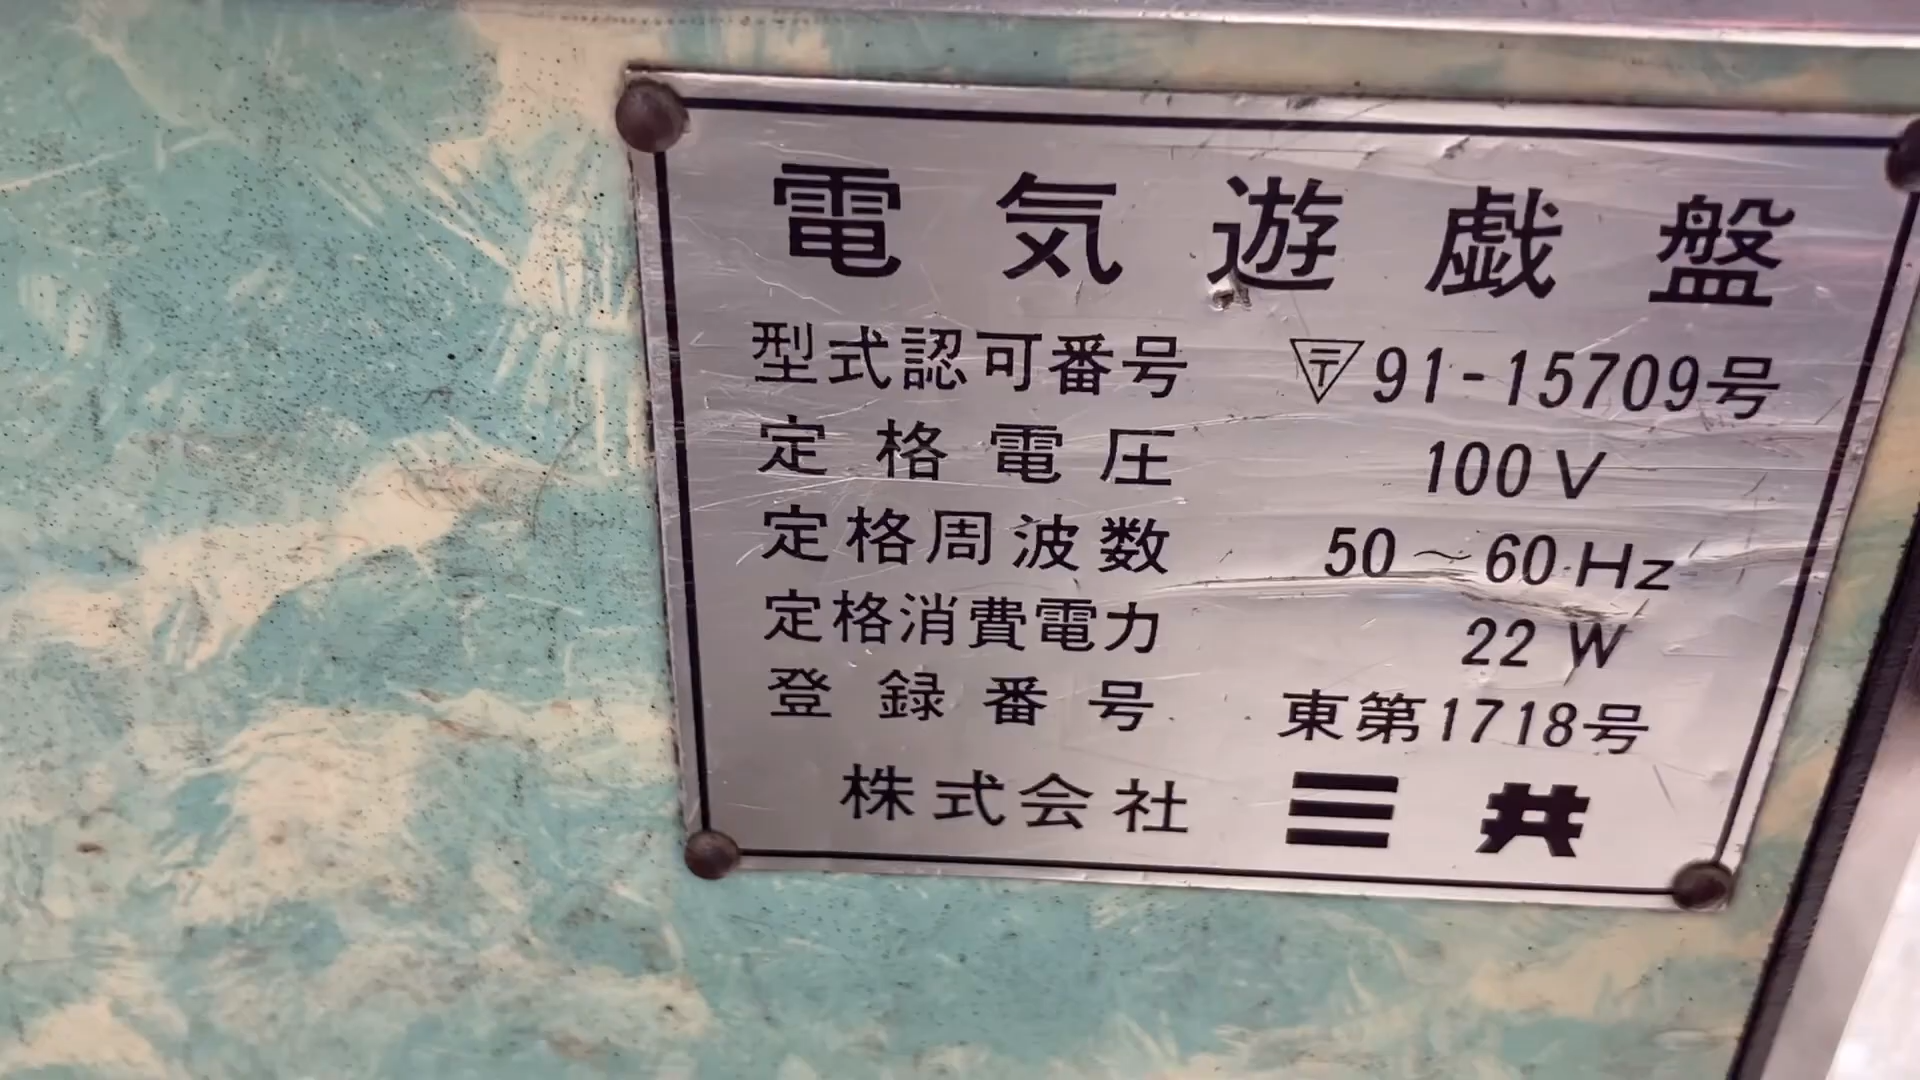 電気遊戯盤
型式認可番号 〒91-15709号
定格電圧 100V
定格周波数 50～60Hz
定格消費電力 22W
登録番号 東第1718号
株式会社 三共